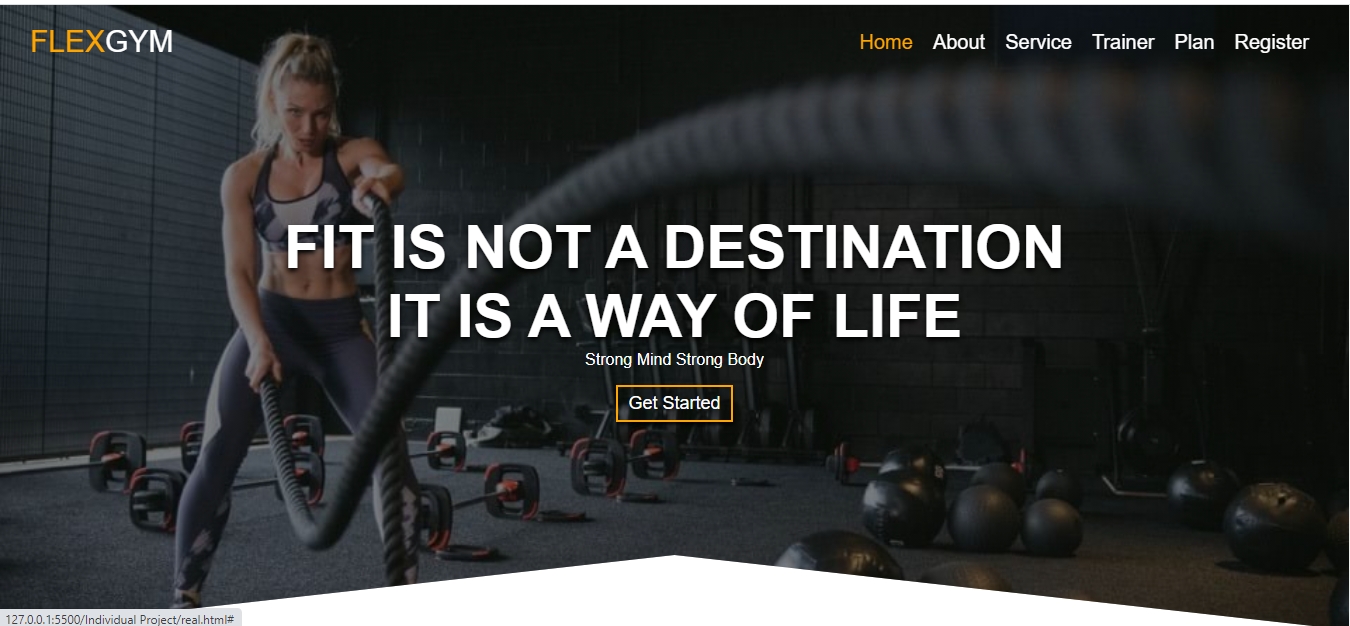 FLEXGYM
Home About Service Trainer Plan Register
FIT IS NOT A DESTINATION
IT IS A WAY OF LIFE
Strong Mind Strong Body
Get Started
127.0.0.1:5500/Individual Project/real.html#